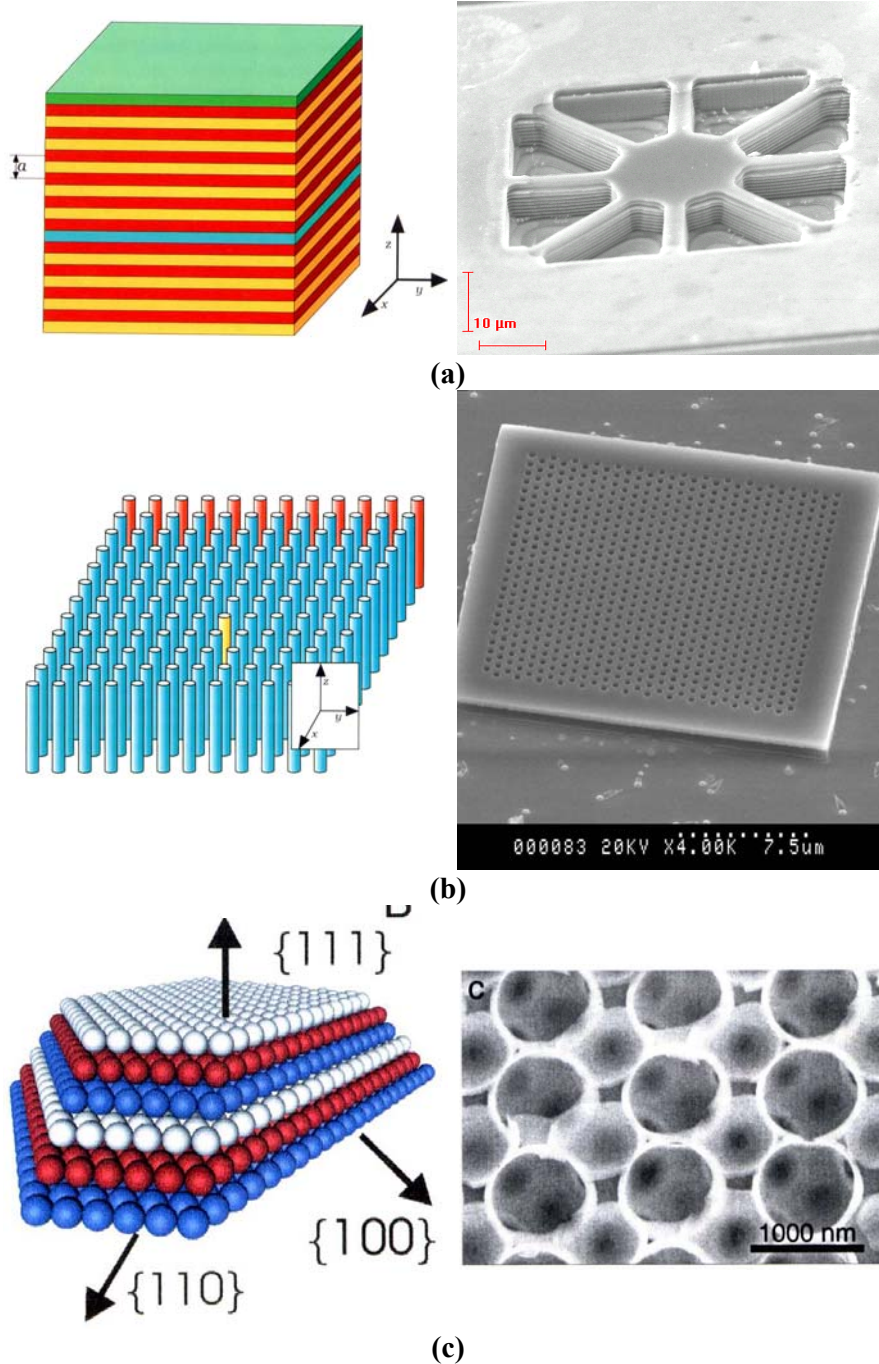 a
z
y
x
10 µm
(a)
z
y
x
000083 20KV X4.00K 7.5um
(b)
{111}
C
{100}
{110}
1000 nm
(c)